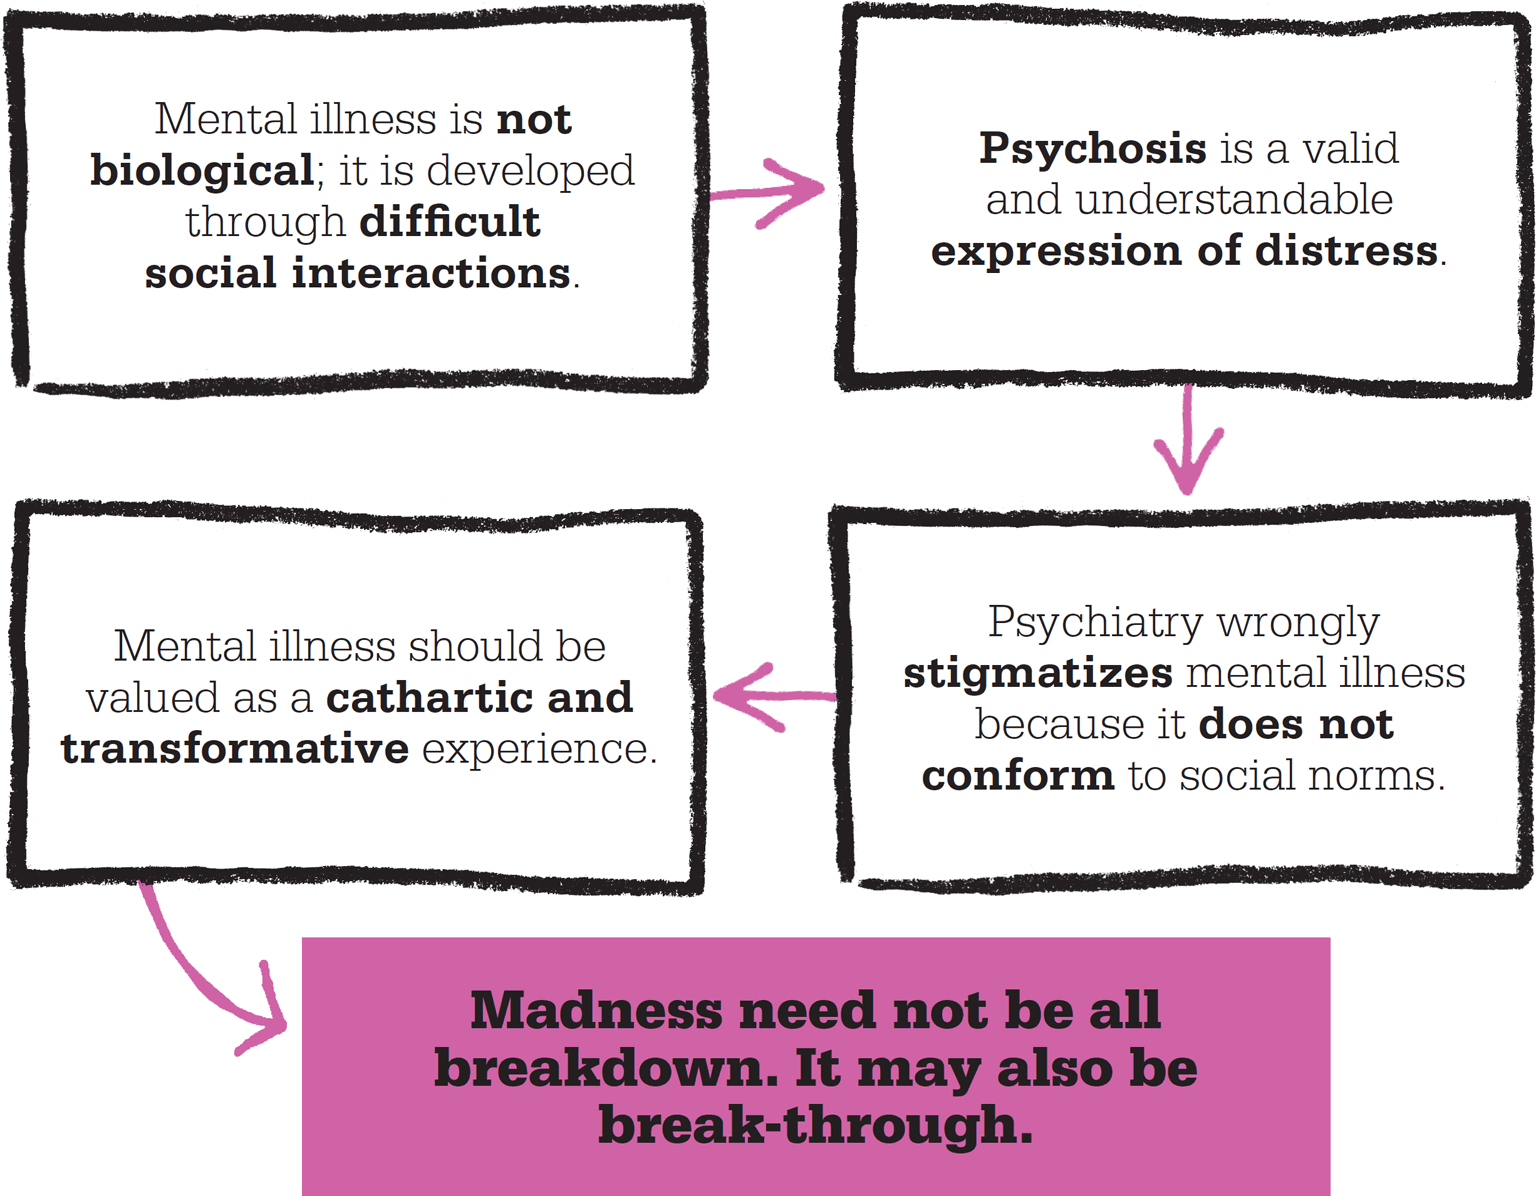 Mental illness is not
biological; it is developed
through difficult
social interactions.
Psychosis is a valid
and understandable
expression of distress.
Psychiatry wrongly
stigmatizes mental illness
because it does not
conform to social norms.
Mental illness should be
valued as a cathartic and
transformative experience.
Madness need not be all
breakdown. It may also be
break-through.